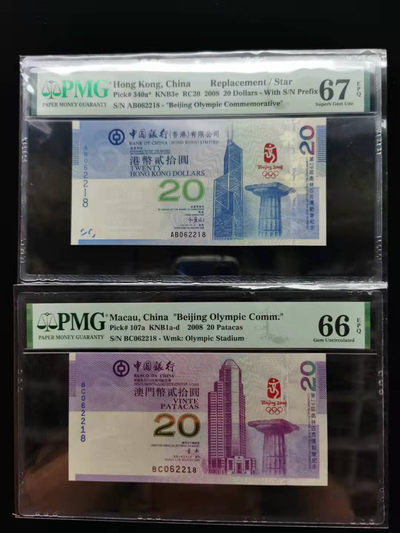 PMG
PAPER MONEY GUARANTY
Hong Kong, China Replacement / Star
Pick# 340a* KNB3e RC20 2008 20 Dollars - With S/N Prefix
S/N AB062218 - "Beijing Olympic Commemorative"
67 EPQ
Superb Gem Unc
中國銀行(香港)有限公司
BANK OF CHINA (HONG KONG) LIMITED
港幣貳拾圓
TWENTY
HONG KONG DOLLARS
20
20
Beijing 2008
AB062218
AB062218
PMG
PAPER MONEY GUARANTY
Macau, China "Beijing Olympic Comm."
Pick# 107a KNB1a-d 2008 20 Patacas
S/N BC062218 - Wmk: Olympic Stadium
66 EPQ
Gem Uncirculated
中國銀行
BANCO DA CHINA
澳門幣貳拾圓
VINTE
PATACAS
20
20
Beijing 2008
BC062218
BC062218